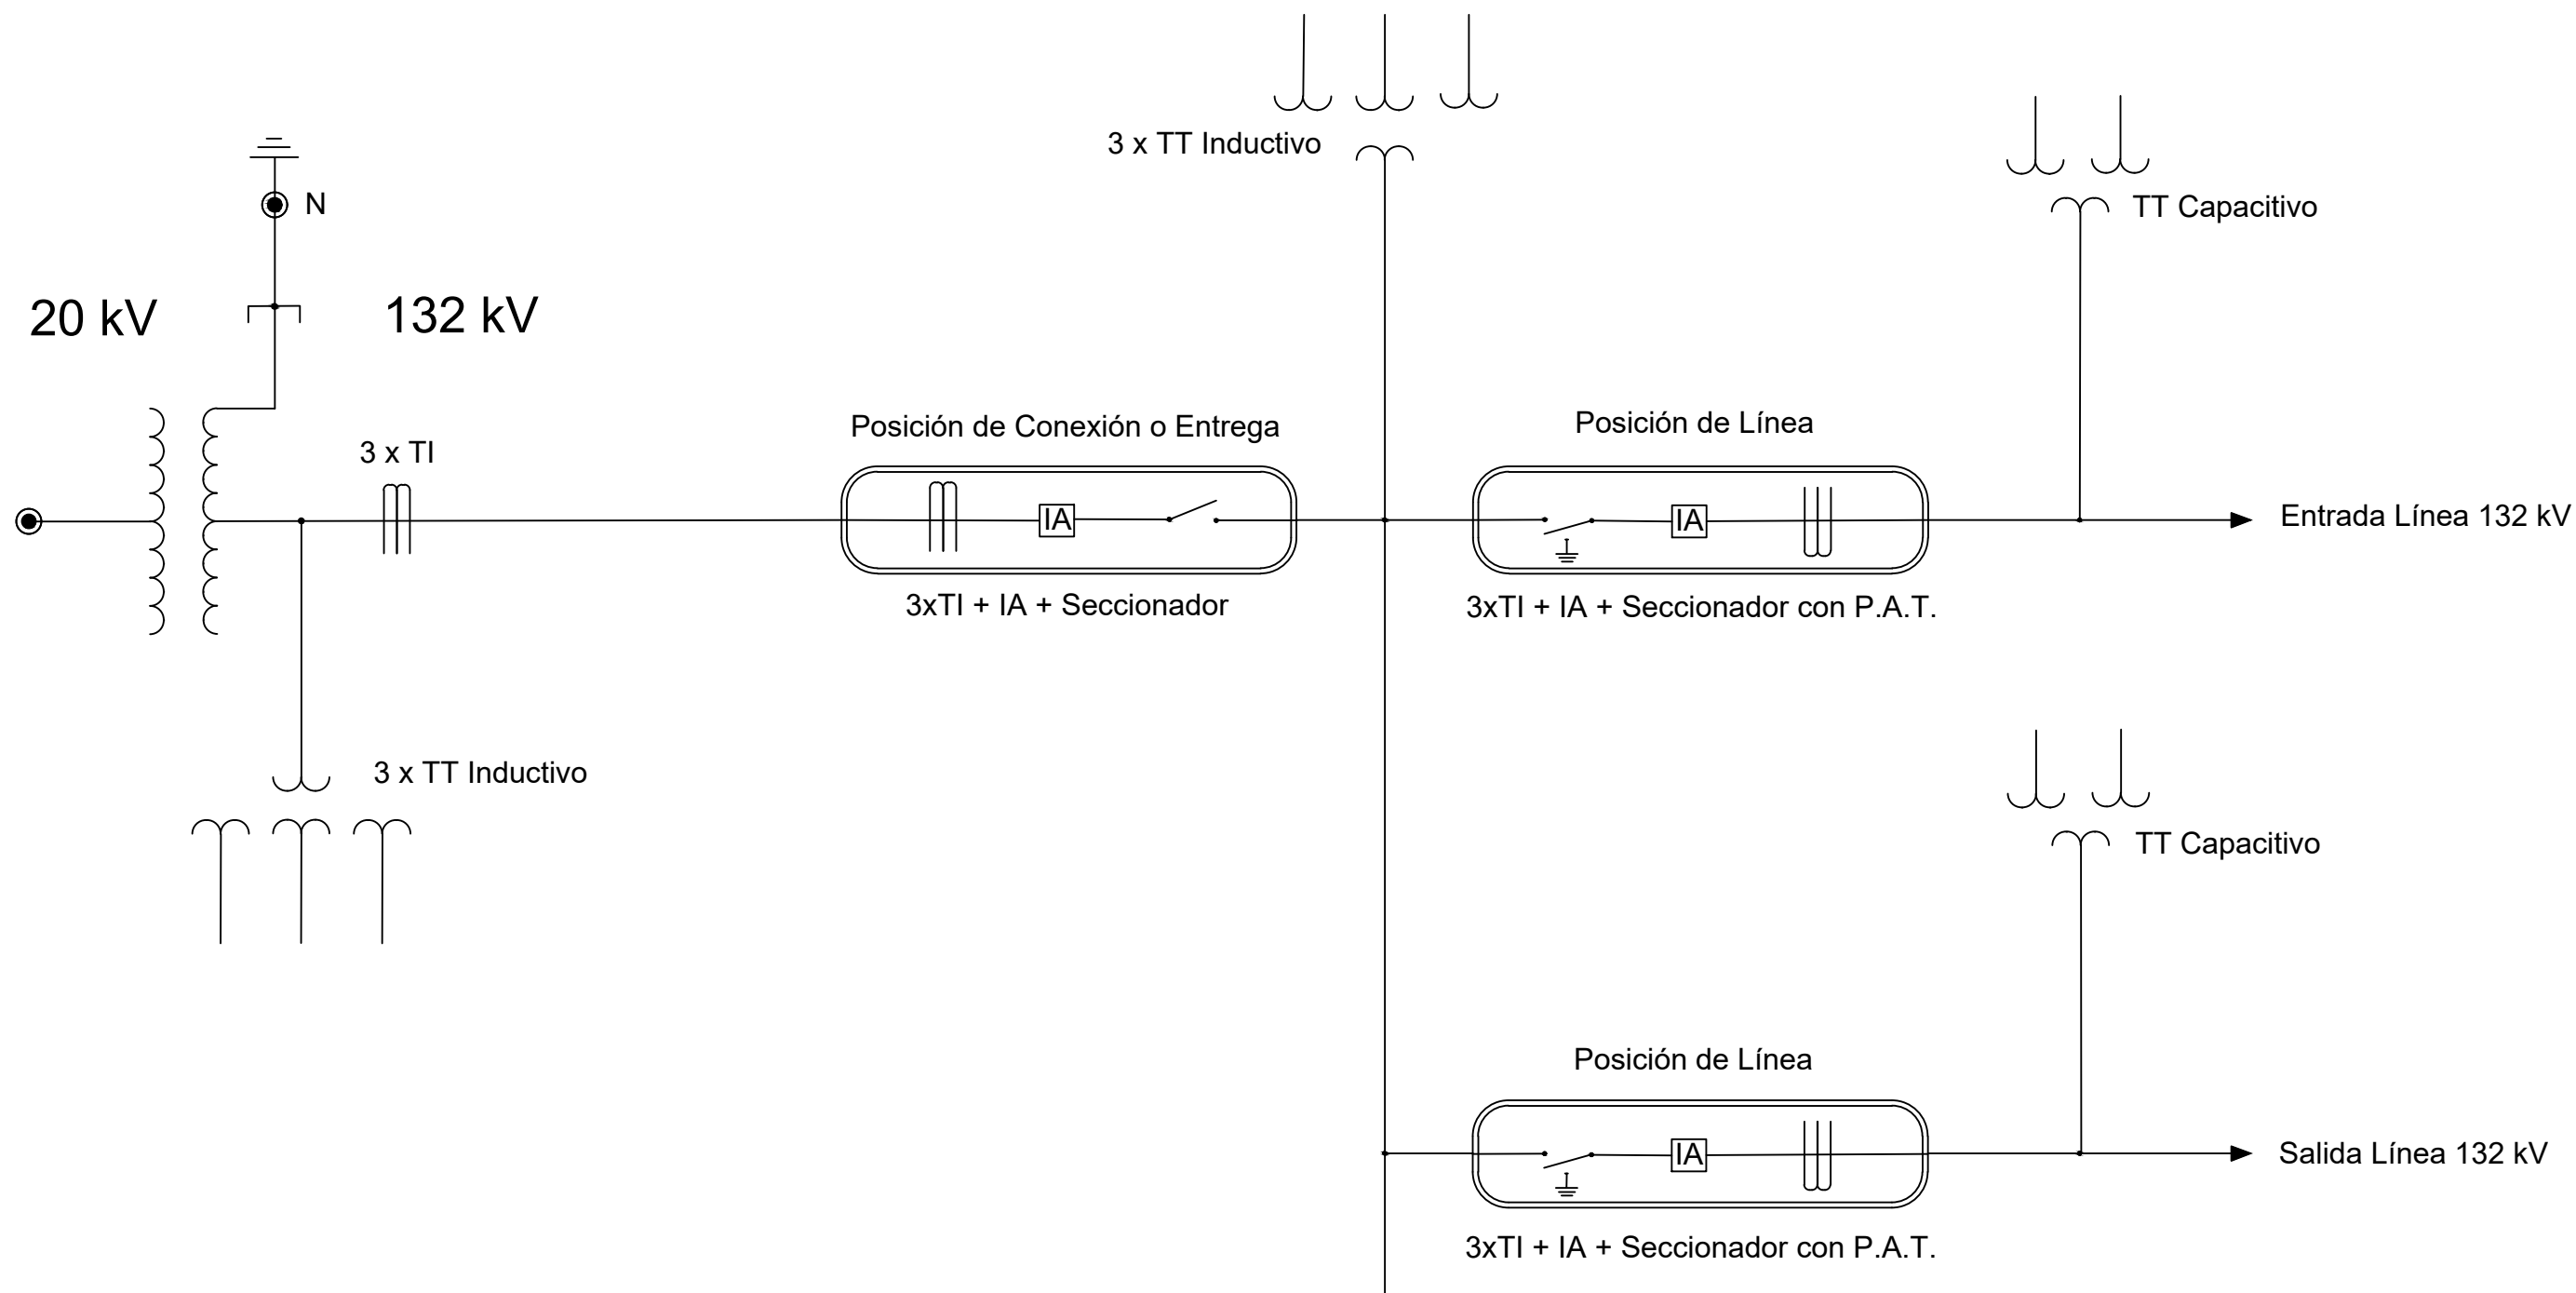 3 x TT Inductivo
N
TT Capacitivo
20 kV
132 kV
3 x TI
Posición de Conexión o Entrega
IA
3xTI + IA + Seccionador
Posición de Línea
IA
3xTI + IA + Seccionador con P.A.T.
Entrada Línea 132 kV
3 x TT Inductivo
TT Capacitivo
Posición de Línea
IA
3xTI + IA + Seccionador con P.A.T.
Salida Línea 132 kV